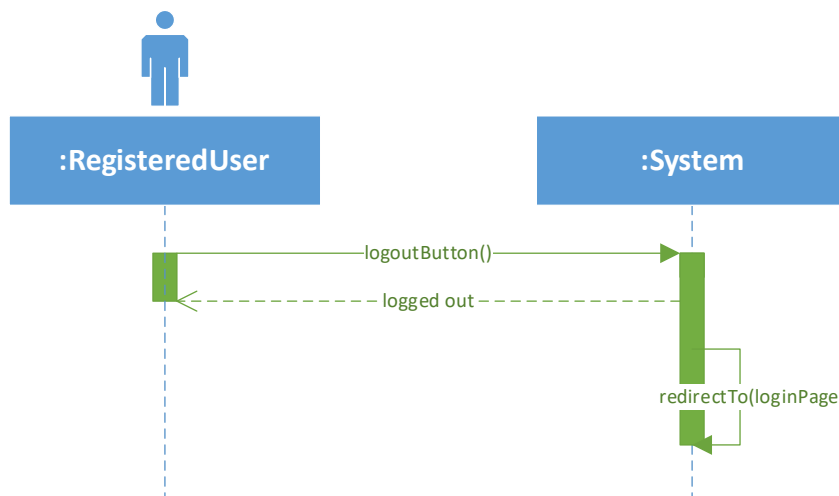 :RegisteredUser
:System
logoutButton()
logged out
redirectTo(loginPage